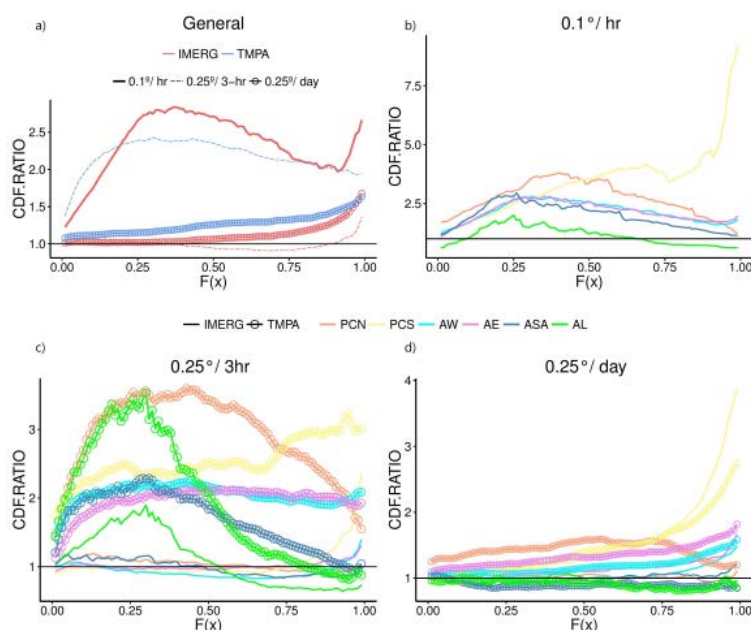 a) General
IMERG TMPA
0.1º/ hr 0.25º/ 3-hr 0.25º/ day
CDF.RATIO
2.5
2.0
1.5
1.0
0.00 0.25 0.50 0.75 1.00
F(x)
b) 0.1°/ hr
CDF.RATIO
7.5
5.0
2.5
0.00 0.25 0.50 0.75 1.00
F(x)
IMERG TMPA PCN PCS AW AE ASA AL
c) 0.25°/ 3hr
CDF.RATIO
3
2
1
0.00 0.25 0.50 0.75 1.00
F(x)
d) 0.25°/ day
CDF.RATIO
4
3
2
1
0.00 0.25 0.50 0.75 1.00
F(x)